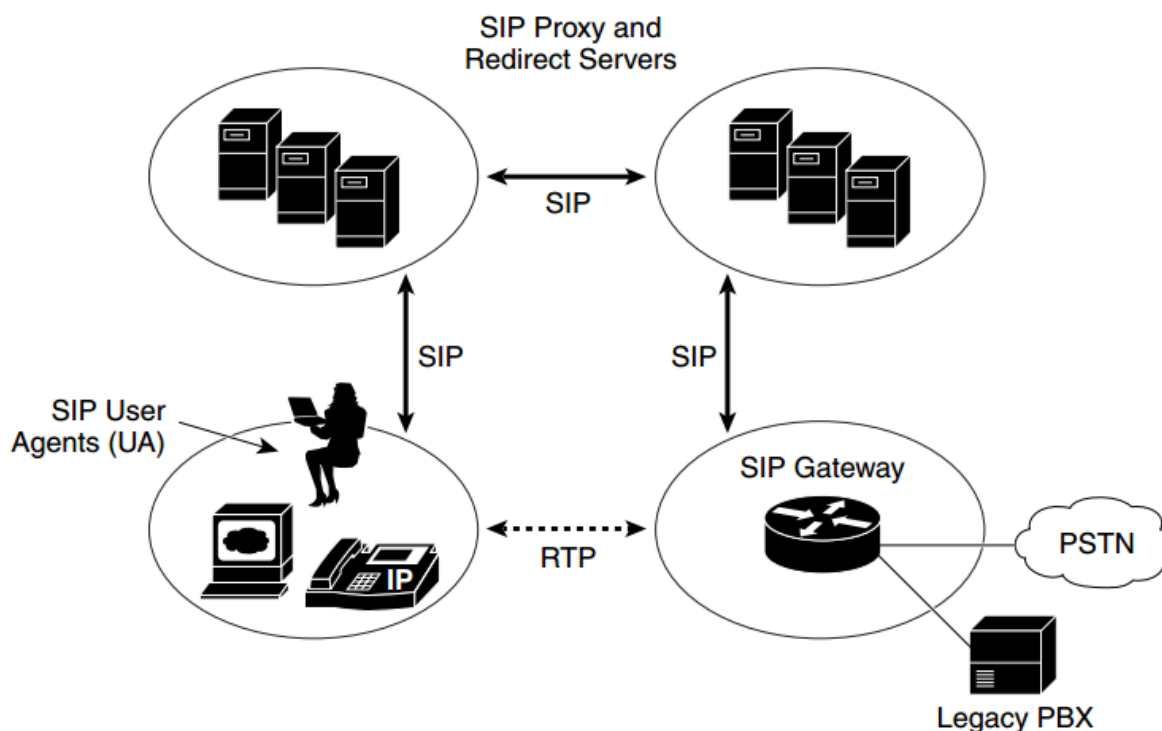 SIP Proxy and
Redirect Servers
SIP
SIP
SIP
SIP User
Agents (UA)
SIP Gateway
IP
RTP
PSTN
Legacy PBX